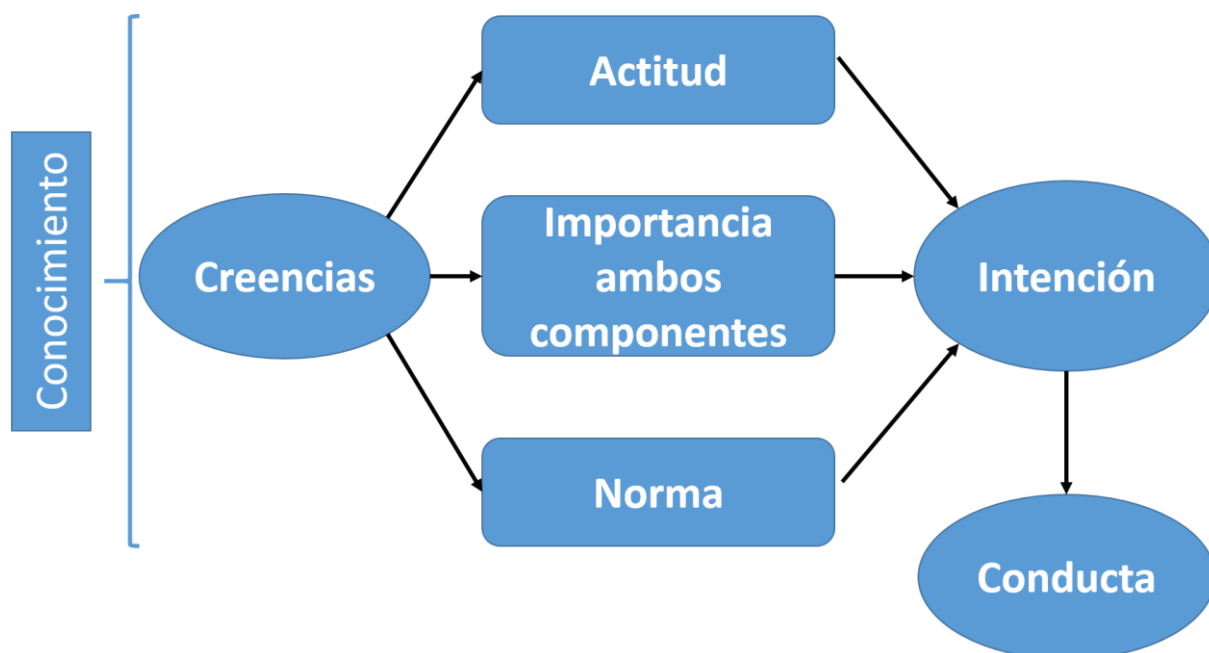 Conocimiento
Creencias
Actitud
Importancia
ambos
componentes
Norma
Intención
Conducta